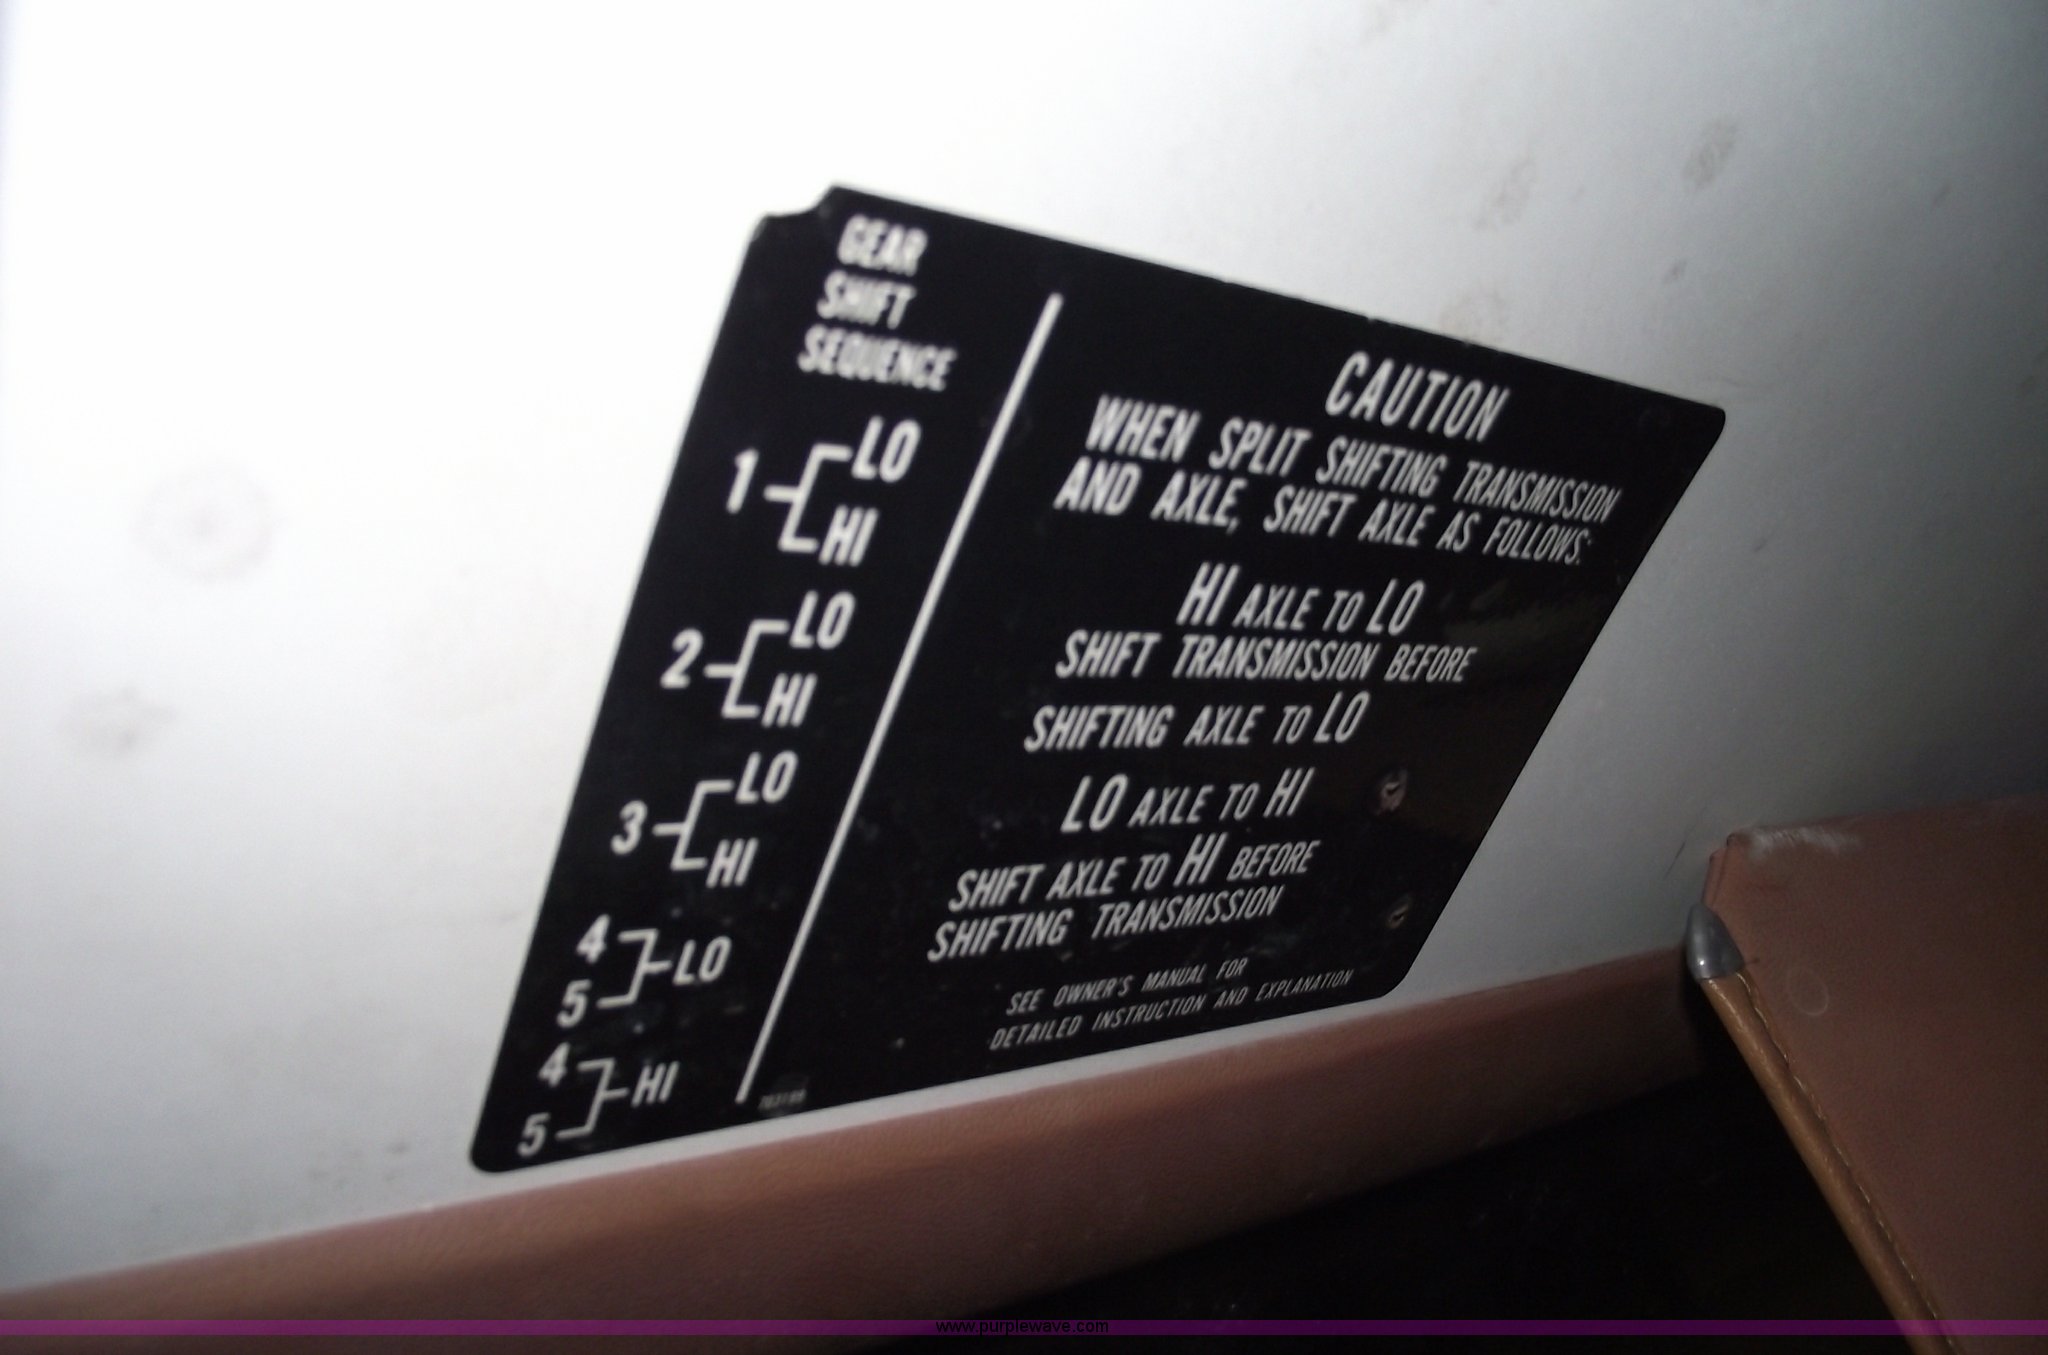 GEAR
SHIFT
SEQUENCE
1 LO
HI
2 LO
HI
3 LO
HI
4 LO
5
4 HI
5
CAUTION
WHEN SPLIT SHIFTING TRANSMISSION
AND AXLE, SHIFT AXLE AS FOLLOWS:
HI AXLE TO LO
SHIFT TRANSMISSION BEFORE
SHIFTING AXLE TO LO
LO AXLE TO HI
SHIFT AXLE TO HI BEFORE
SHIFTING TRANSMISSION
SEE OWNER'S MANUAL FOR
DETAILED INSTRUCTION AND EXPLANATION
www.purplewave.com